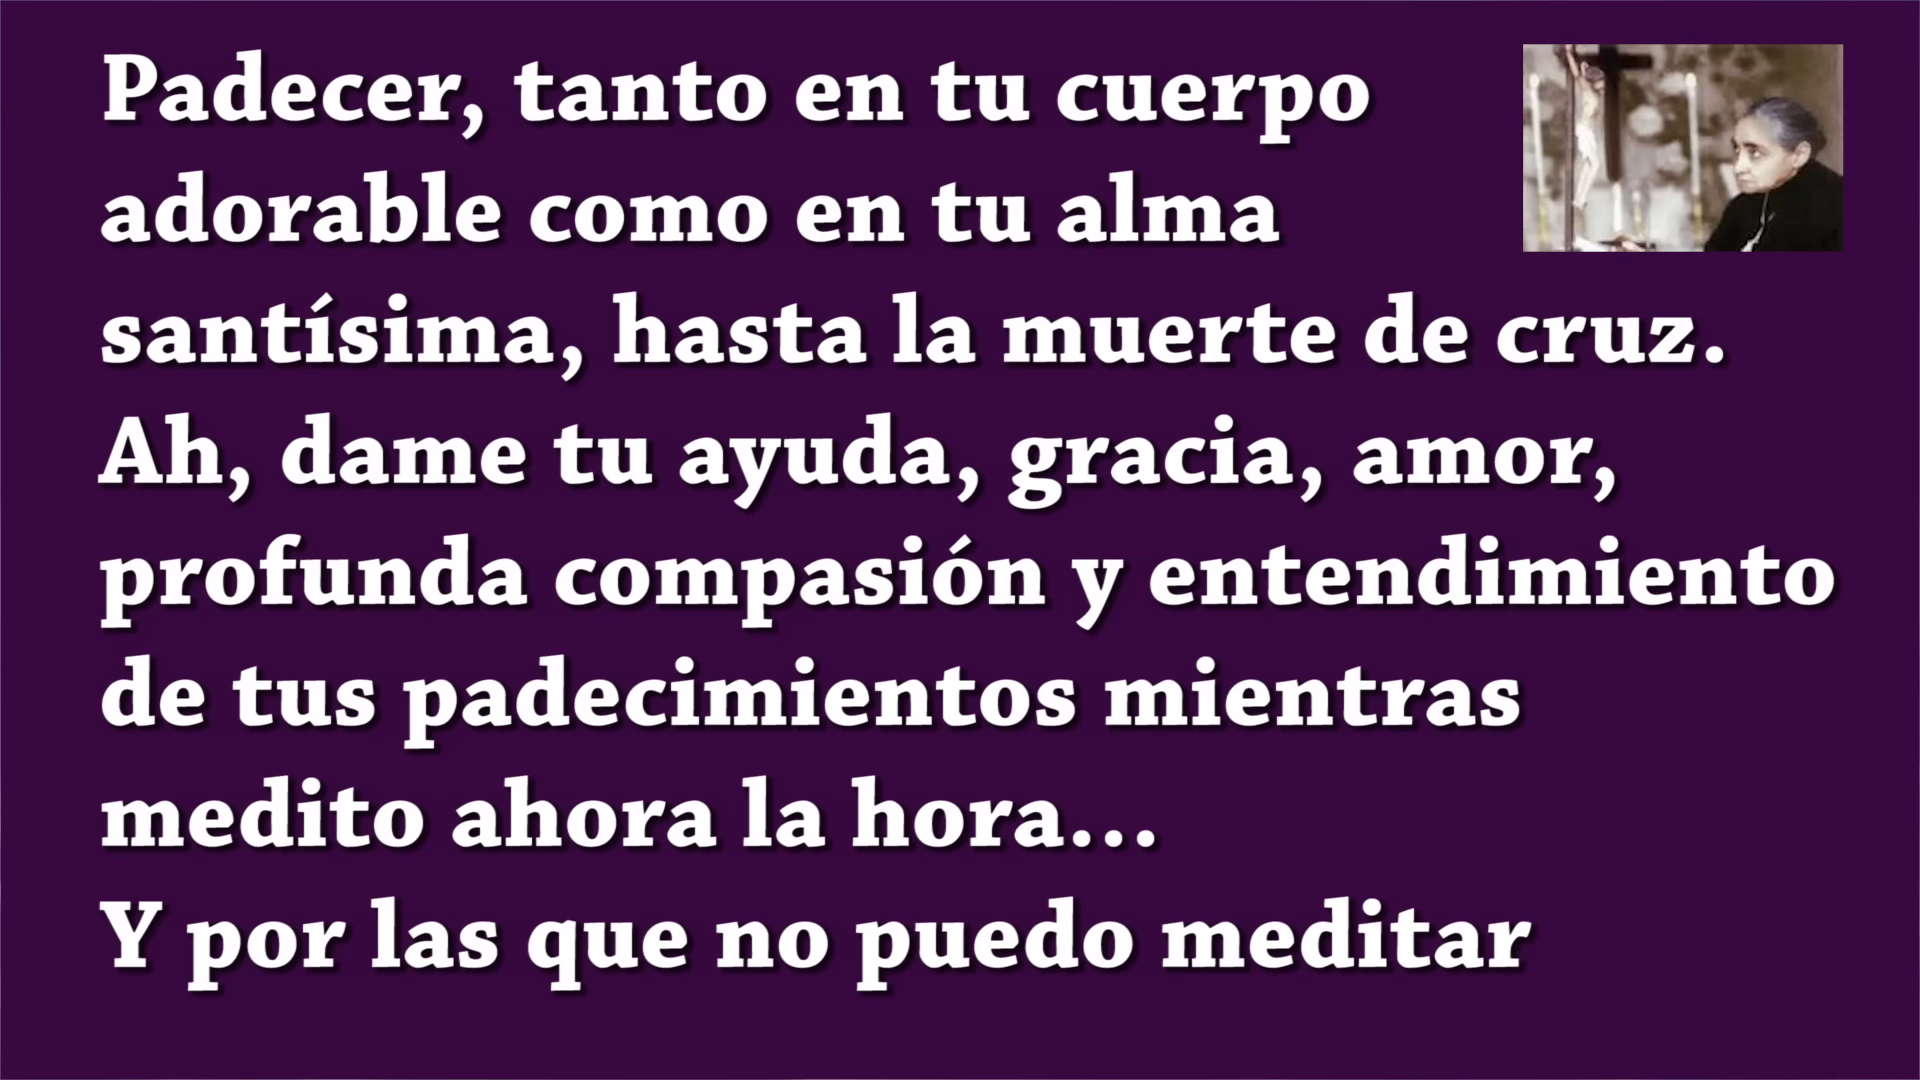 Padecer, tanto en tu cuerpo
adorable como en tu alma
santísima, hasta la muerte de cruz.
Ah, dame tu ayuda, gracia, amor,
profunda compasión y entendimiento
de tus padecimientos mientras
medito ahora la hora...
Y por las que no puedo meditar